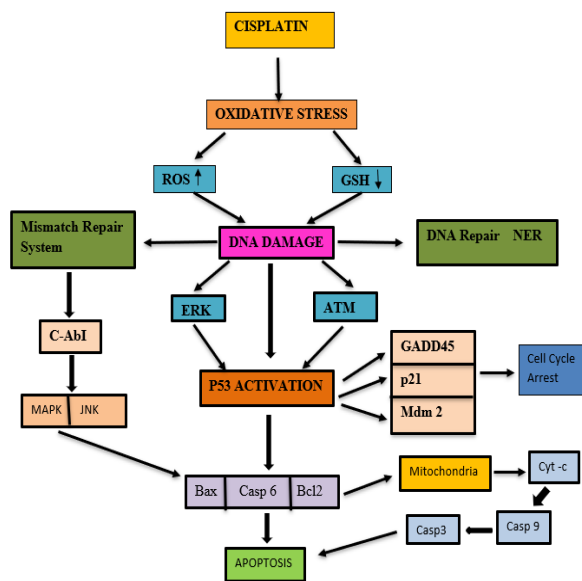 CISPLATIN
OXIDATIVE STRESS
ROS
GSH
Mismatch Repair
System
DNA DAMAGE
DNA Repair NER
ERK
ATM
C-AbI
GADD45
P53 ACTIVATION
p21
Cell Cycle
Arrest
MAPK JNK
Mdm 2
Bax Casp 6 Bcl2
Mitochondria
Cyt -c
Casp3
Casp 9
APOPTOSIS